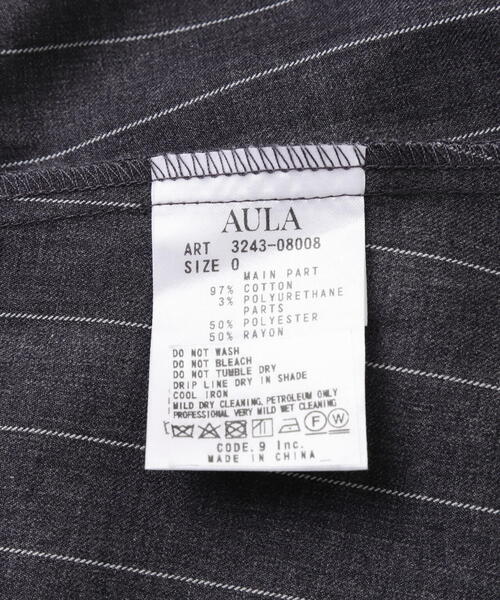 AULA
ART 3243-08008
SIZE 0
MAIN PART
97% COTTON
3% POLYURETHANE
PARTS
50% POLYESTER
50% RAYON
DO NOT WASH
DO NOT BLEACH
DO NOT TUMBLE DRY
DRIP LINE DRY IN SHADE
COOL IRON
MILD DRY CLEANING, PETROLEUM ONLY
PROFESSIONAL VERY MILD WET CLEANING
F W
CODE. 9 Inc.
MADE IN CHINA